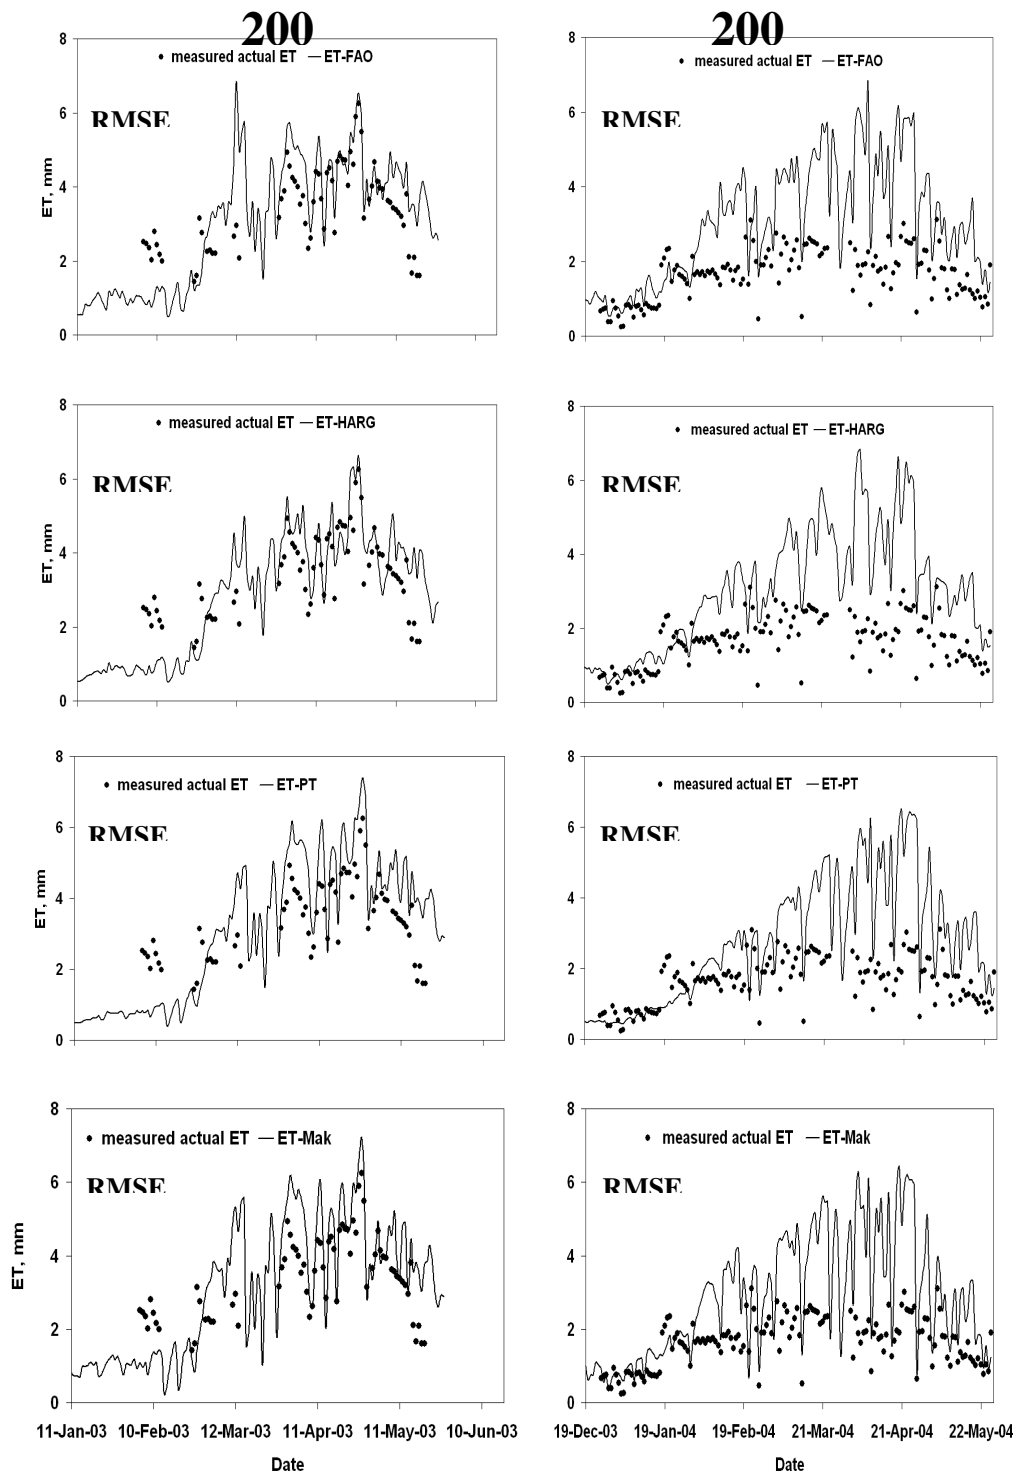 200
200
8
measured actual ET — ET-FAO
RMSE
6
ET, mm
4
2
0
8
measured actual ET — ET-FAO
RMSE
6
4
2
0
8
measured actual ET — ET-HARG
RMSE
6
ET, mm
4
2
0
8
measured actual ET — ET-HARG
RMSE
6
4
2
0
8
measured actual ET — ET-PT
RMSE
6
ET, mm
4
2
0
8
measured actual ET — ET-PT
RMSE
6
4
2
0
8
measured actual ET — ET-Mak
RMSE
6
ET, mm
4
2
0
11-Jan-03 10-Feb-03 12-Mar-03 11-Apr-03 11-May-03 10-Jun-03
Date
8
measured actual ET — ET-Mak
RMSE
6
4
2
0
19-Dec-03 19-Jan-04 19-Feb-04 21-Mar-04 21-Apr-04 22-May-04
Date